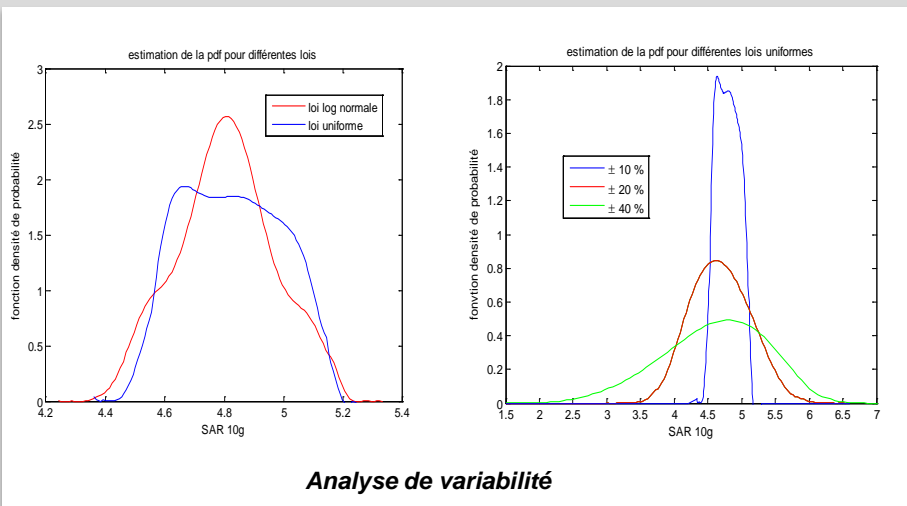 estimation de la pdf pour différentes lois
3
2.5
2
1.5
1
0.5
0
fonction densité de probabilité
loi log normale
loi uniforme
4.2 4.4 4.6 4.8 5 5.2 5.4
SAR 10g
estimation de la pdf pour différentes lois uniformes
2
1.8
1.6
1.4
1.2
1
0.8
0.6
0.4
0.2
0
fonvtion densité de probabilité
± 10 %
± 20 %
± 40 %
1.5 2 2.5 3 3.5 4 4.5 5 5.5 6 6.5 7
SAR 10g
Analyse de variabilité